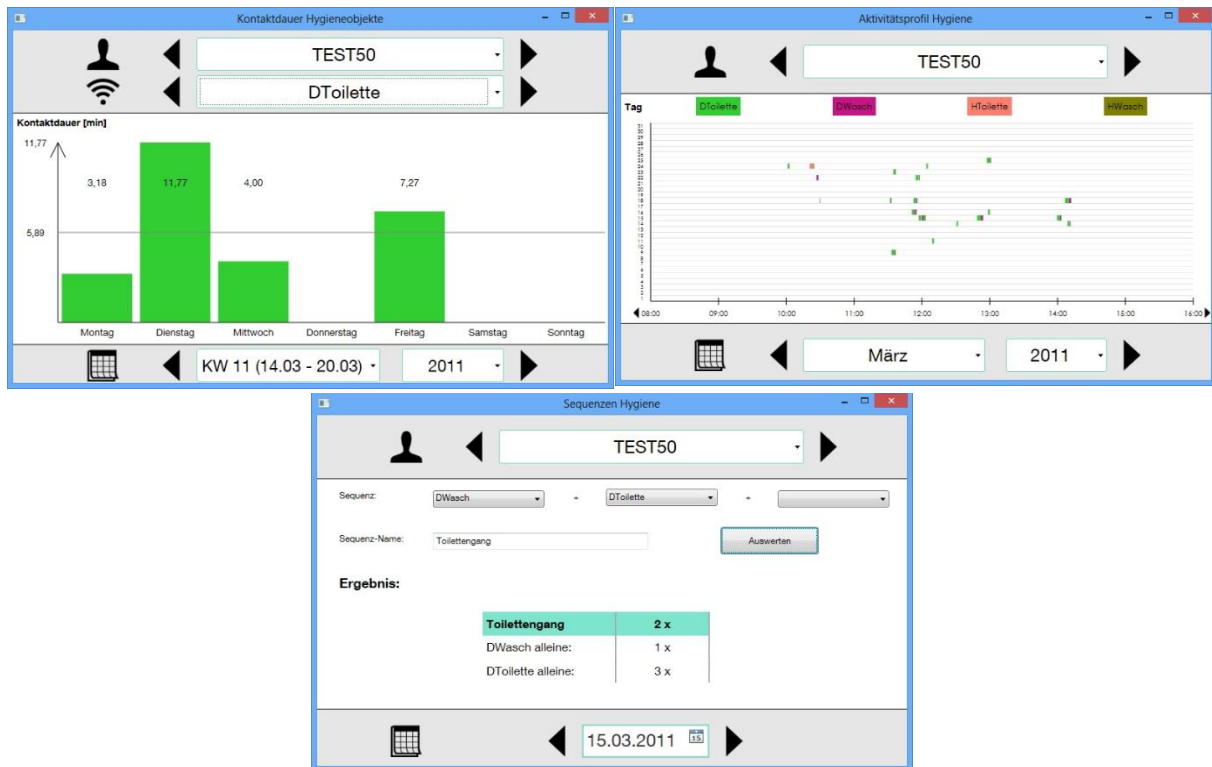 Kontaktdauer Hygieneobjekte
TEST50
DToilette
Kontaktdauer [min]
11,77
3,18 11,77 4,00 7,27
5,89
Montag Dienstag Mittwoch Donnerstag Freitag Samstag Sonntag
KW 11 (14.03 - 20.03) 2011
Aktivitätsprofil Hygiene
TEST50
Tag DToilette DWasch HToilette HWasch
08:00 09:00 10:00 11:00 12:00 13:00 14:00 15:00 16:00
März 2011
Sequenzen Hygiene
TEST50
Sequenz: DWasch - DToilette -
Sequenz-Name: Toilettengang Auswerten
Ergebnis:
Toilettengang 2 x
DWasch alleine: 1 x
DToilette alleine: 3 x
15.03.2011 15